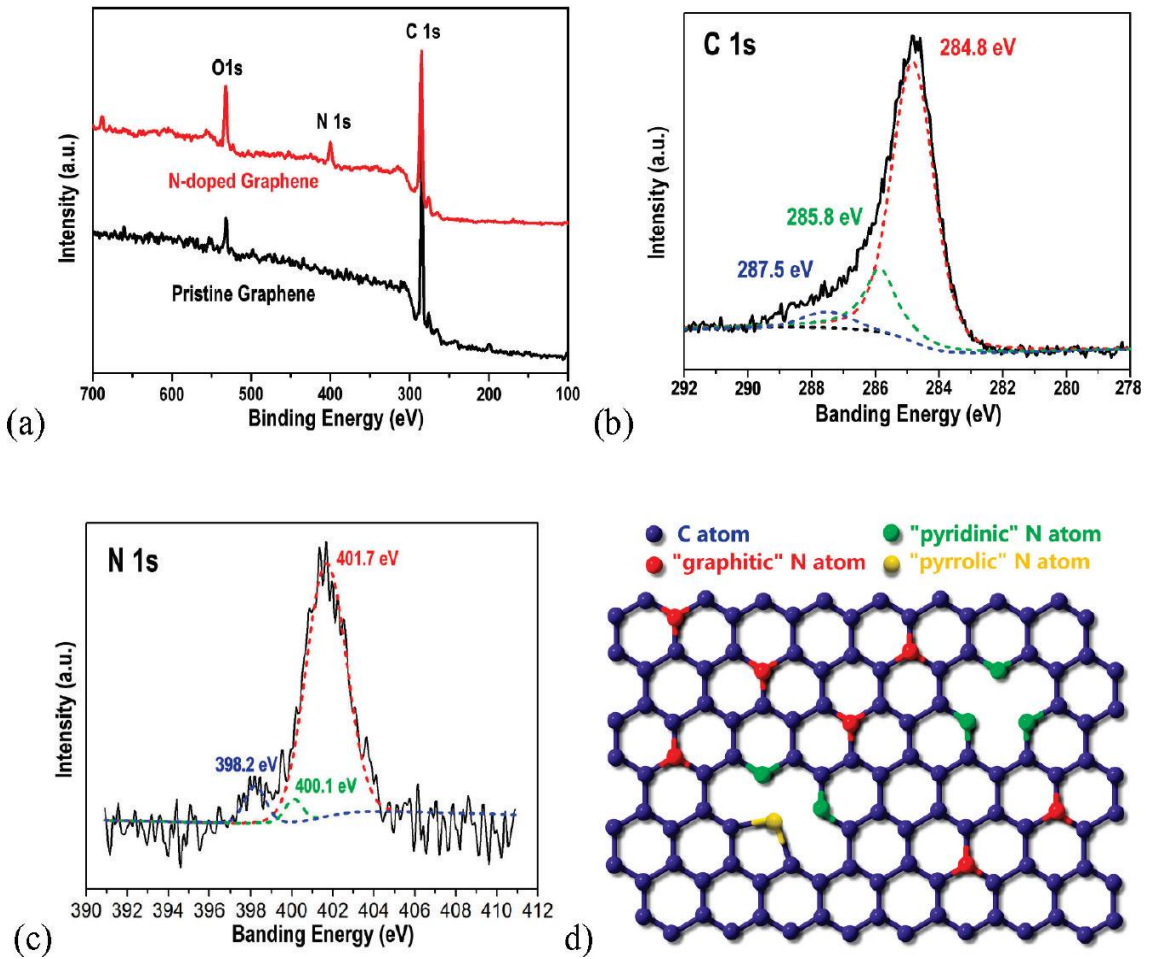 O1s
N 1s
C 1s
N-doped Graphene
Pristine Graphene
Intensity (a.u.)
700 600 500 400 300 200 100
Binding Energy (eV)
(a)
C 1s
284.8 eV
285.8 eV
287.5 eV
Intensity (a.u.)
292 290 288 286 284 282 280 278
Banding Energy (eV)
(b)
N 1s
401.7 eV
398.2 eV
400.1 eV
Intensity (a.u.)
390 392 394 396 398 400 402 404 406 408 410 412
Banding Energy (eV)
(c)
C atom
"pyridinic" N atom
"graphitic" N atom
"pyrrolic" N atom
d)